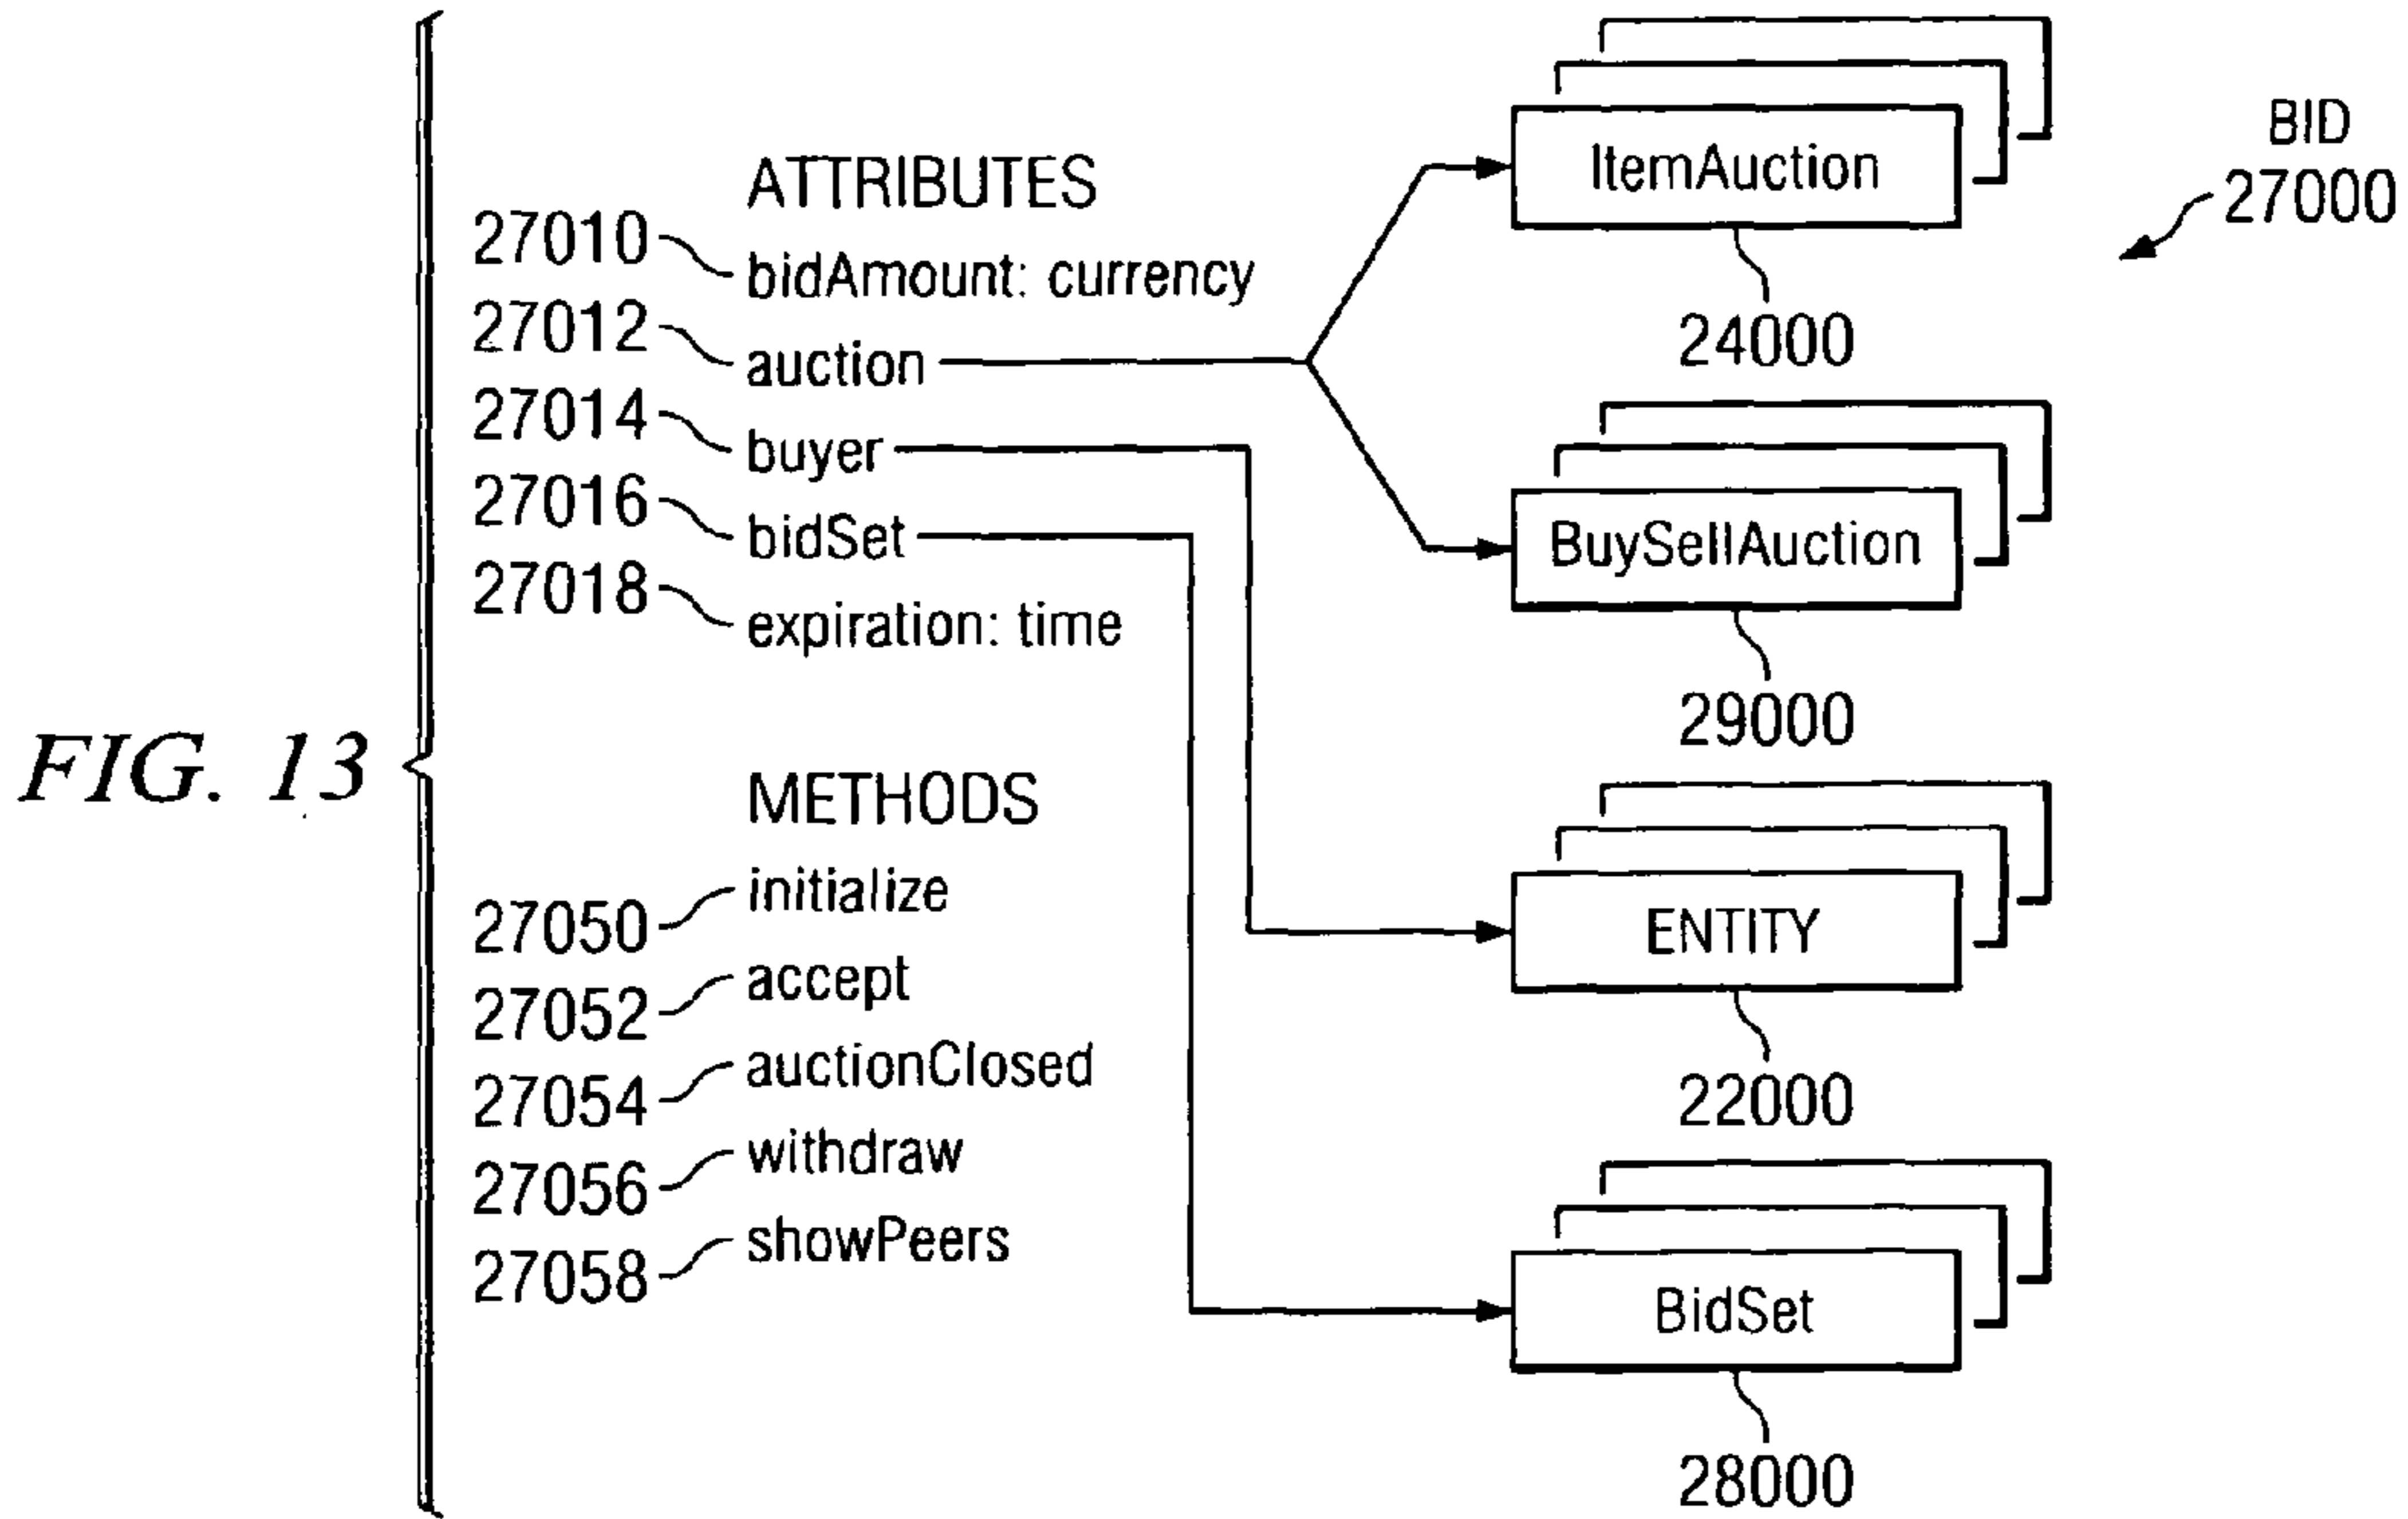 FIG. 13
ATTRIBUTES
27010 bidAmount: currency
27012 auction
27014 buyer
27016 bidSet
27018 expiration: time
METHODS
27050 initialize
27052 accept
27054 auctionClosed
27056 withdraw
27058 showPeers
ItemAuction
24000
BuySellAuction
29000
ENTITY
22000
BidSet
28000
BID
27000